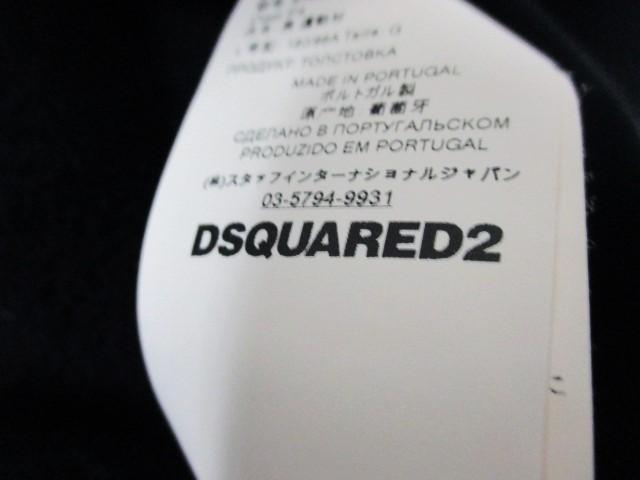 ПРОДУКТ: ТОЛСТОВКА
MADE IN PORTUGAL
ポルトガル製
原产地 葡萄牙
СДЕЛАНО В ПОРТУГАЛЬСКОМ
PRODUZIDO EM PORTUGAL
(株)スタッフインターナショナルジャパン
03-5794-9931
DSQUARED2